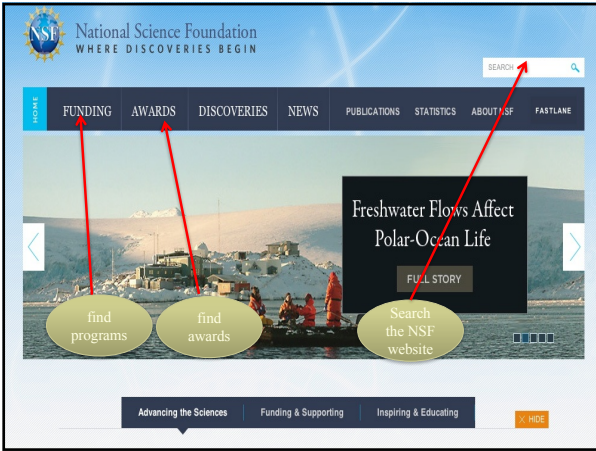 NSF
National Science Foundation
WHERE DISCOVERIES BEGIN
SEARCH
HOME
FUNDING AWARDS DISCOVERIES NEWS PUBLICATIONS STATISTICS ABOUT NSF FASTLANE
Freshwater Flows Affect
Polar-Ocean Life
FULL STORY
find
programs
find
awards
Search
the NSF
website
Advancing the Sciences Funding & Supporting Inspiring & Educating
X HIDE